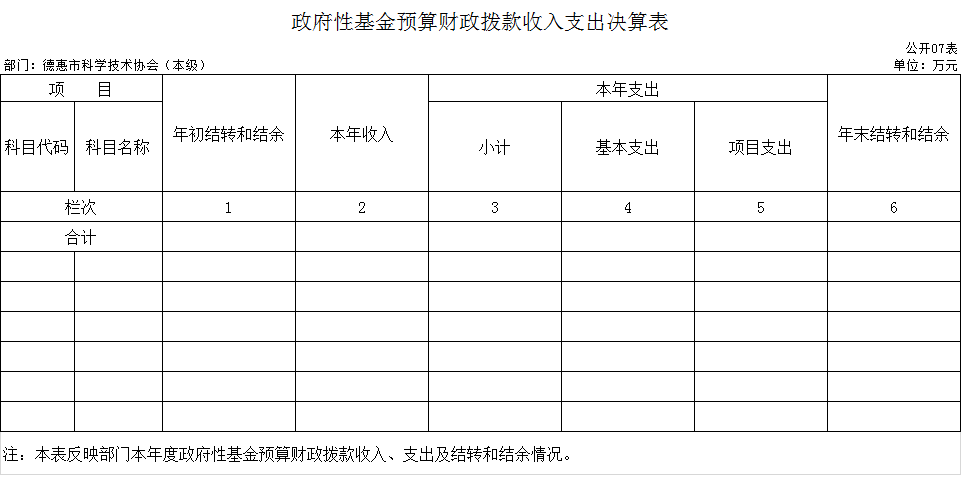 政府性基金预算财政拨款收入支出决算表
公开07表
部门：德惠市科学技术协会（本级） 单位：万元
项 目 年初结转和结余 本年收入 本年支出 年末结转和结余
科目代码 科目名称 小计 基本支出 项目支出
栏次 1 2 3 4 5 6
合计
注：本表反映部门本年度政府性基金预算财政拨款收入、支出及结转和结余情况。